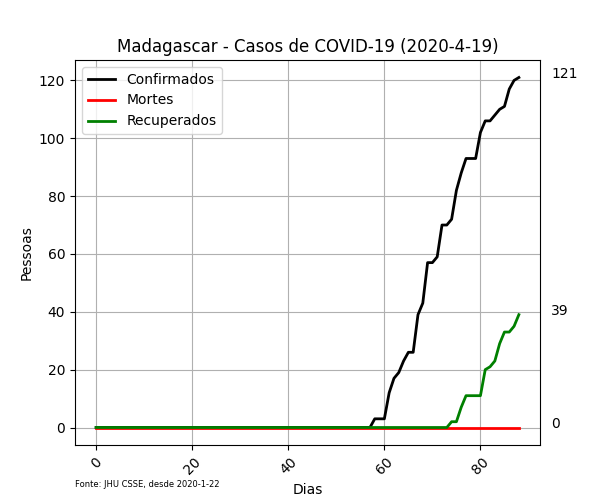 Madagascar - Casos de COVID-19 (2020-4-19)
Confirmados
Mortes
Recuperados
Pessoas
120
100
80
60
40
20
0
121
39
0
0 20 40 60 80
Dias
Fonte: JHU CSSE, desde 2020-1-22